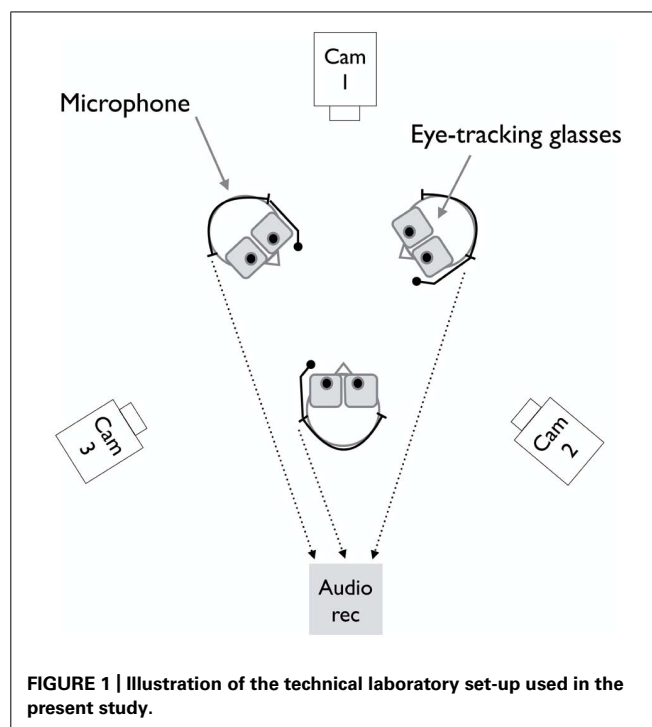 Cam
1
Microphone
Eye-tracking glasses
Cam
3
Cam
2
Audio
rec
FIGURE 1 | Illustration of the technical laboratory set-up used in the
present study.